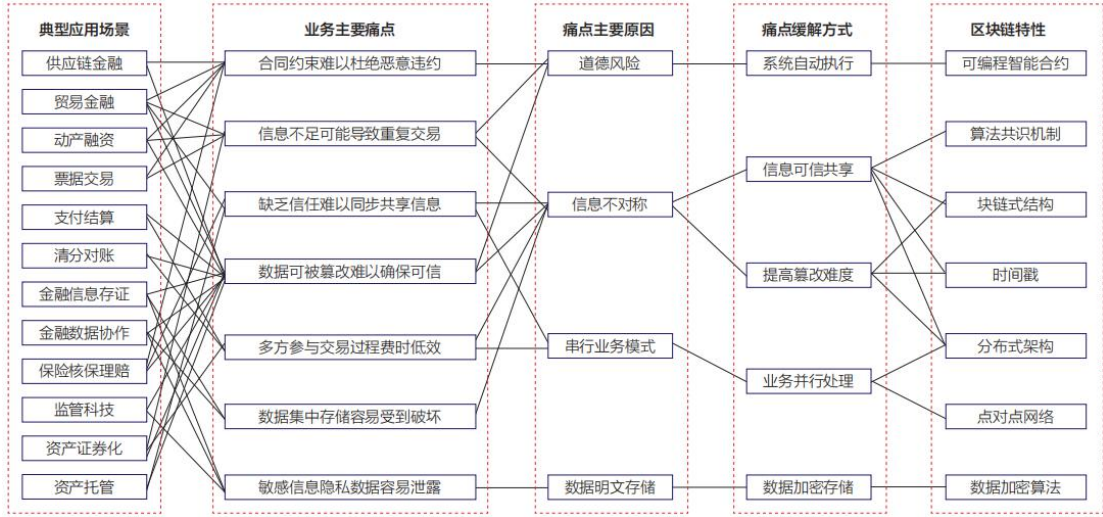 典型应用场景
供应链金融
贸易金融
动产融资
票据交易
支付结算
清分对账
金融信息存证
金融数据协作
保险核保理赔
监管科技
资产证券化
资产托管
业务主要痛点
合同约束难以杜绝恶意违约
信息不足可能导致重复交易
缺乏信任难以同步共享信息
数据可被篡改难以确保可信
多方参与交易过程费时低效
数据集中存储容易受到破坏
敏感信息隐私数据容易泄露
痛点主要原因
道德风险
信息不对称
串行业务模式
数据明文存储
痛点缓解方式
系统自动执行
信息可信共享
提高篡改难度
业务并行处理
数据加密存储
区块链特性
可编程智能合约
算法共识机制
块链式结构
时间戳
分布式架构
点对点网络
数据加密算法